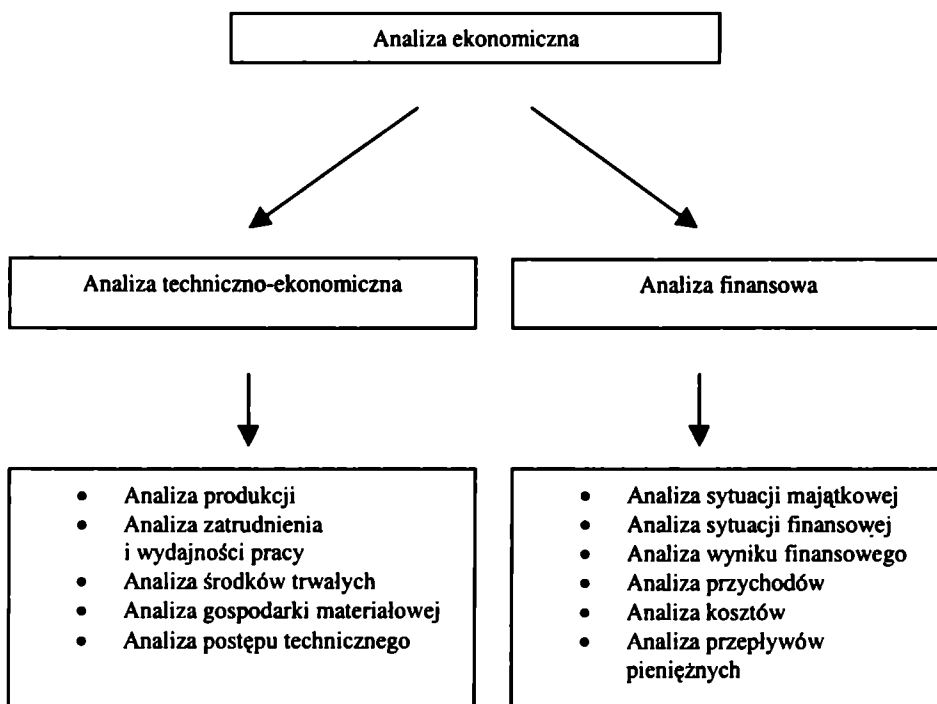 Analiza ekonomiczna
Analiza techniczno-ekonomiczna
Analiza finansowa
• Analiza produkcji
• Analiza zatrudnienia
i wydajności pracy
• Analiza środków trwałych
• Analiza gospodarki materiałowej
• Analiza postępu technicznego
• Analiza sytuacji majątkowej
• Analiza sytuacji finansowej
• Analiza wyniku finansowego
• Analiza przychodów
• Analiza kosztów
• Analiza przepływów
pieniężnych